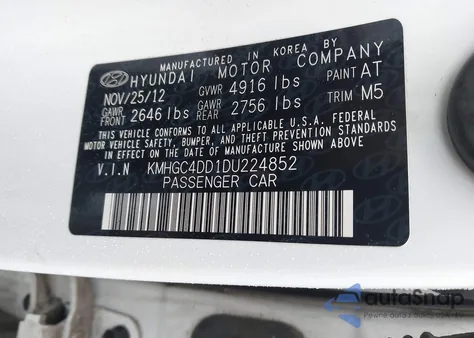 MANUFACTURED IN KOREA BY
HYUNDAI MOTOR COMPANY
NOV/25/12 GVWR 4916 lbs PAINT AT
GAWR FRONT 2646 lbs GAWR REAR 2756 lbs TRIM M5
THIS VEHICLE CONFORMS TO ALL APPLICABLE U.S.A. FEDERAL
MOTOR VEHICLE SAFETY, BUMPER, AND THEFT PREVENTION STANDARDS
IN EFFECT ON THE DATE OF MANUFACTURE SHOWN ABOVE.
V.I.N KMHGC4DD1DU224852
PASSENGER CAR
autoSnap
Pewne auta z